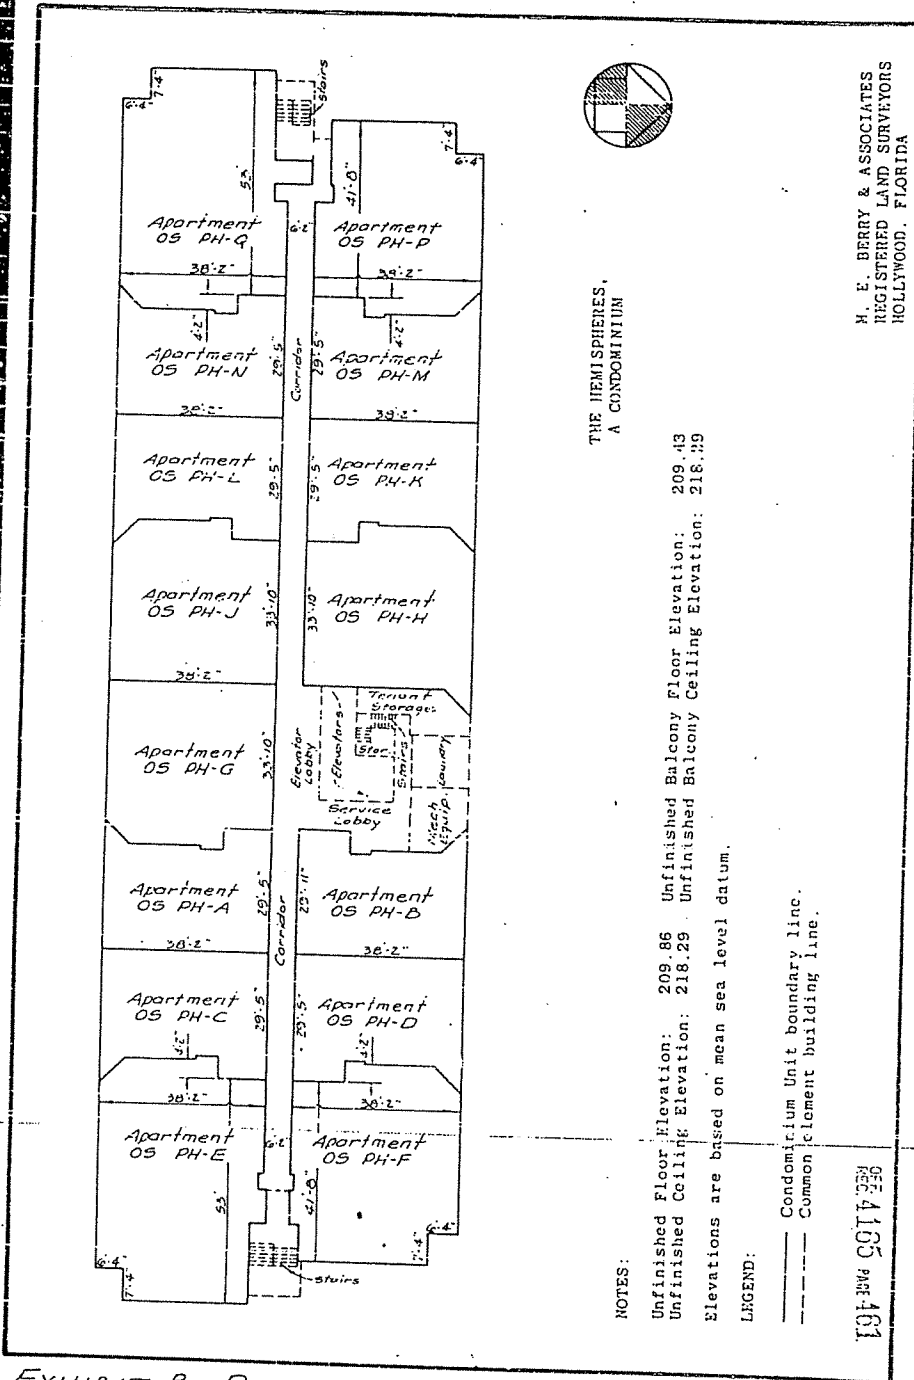 Stairs
6'-4"
7'-4"
53'
41'-8"
7'-4"
6'-4"
Apartment
OS PH-Q
6'-2"
Apartment
OS PH-P
38'-2"
38'-2"
4'-2"
4'-2"
Apartment
OS PH-N
29'-5"
Corridor
29'-5"
Apartment
OS PH-M
38'-2"
38'-2"
Apartment
OS PH-L
29'-5"
29'-5"
Apartment
OS PH-K
Apartment
OS PH-J
33'-10"
33'-10"
Apartment
OS PH-H
38'-2"
Tenant
Storage
Apartment
OS PH-G
33'-10"
Elevator
Lobby
Elevators
Stor.
Stairs
Laundry
Service
Lobby
Mech
Equip.
Apartment
OS PH-A
29'-5"
29'-11"
Apartment
OS PH-B
Corridor
38'-2"
38'-2"
Apartment
OS PH-C
29'-5"
29'-5"
Apartment
OS PH-D
4'-2"
4'-2"
38'-2"
38'-2"
Apartment
OS PH-E
6'-2"
Apartment
OS PH-F
53'
41'-8"
6'-4"
7'-4"
7'-4"
6'-4"
Stairs
THE HEMISPHERES,
A CONDOMINIUM
NOTES:
Unfinished Floor Elevation: 209.86 Unfinished Balcony Floor Elevation: 209.43
Unfinished Ceiling Elevation: 218.29 Unfinished Balcony Ceiling Elevation: 218.29
Elevations are based on mean sea level datum.
LEGEND:
Condominium Unit boundary line.
Common element building line.
M. E. BERRY & ASSOCIATES
REGISTERED LAND SURVEYORS
HOLLYWOOD, FLORIDA
OFF. REC. 4165 PAGE 461
EXHIBIT B